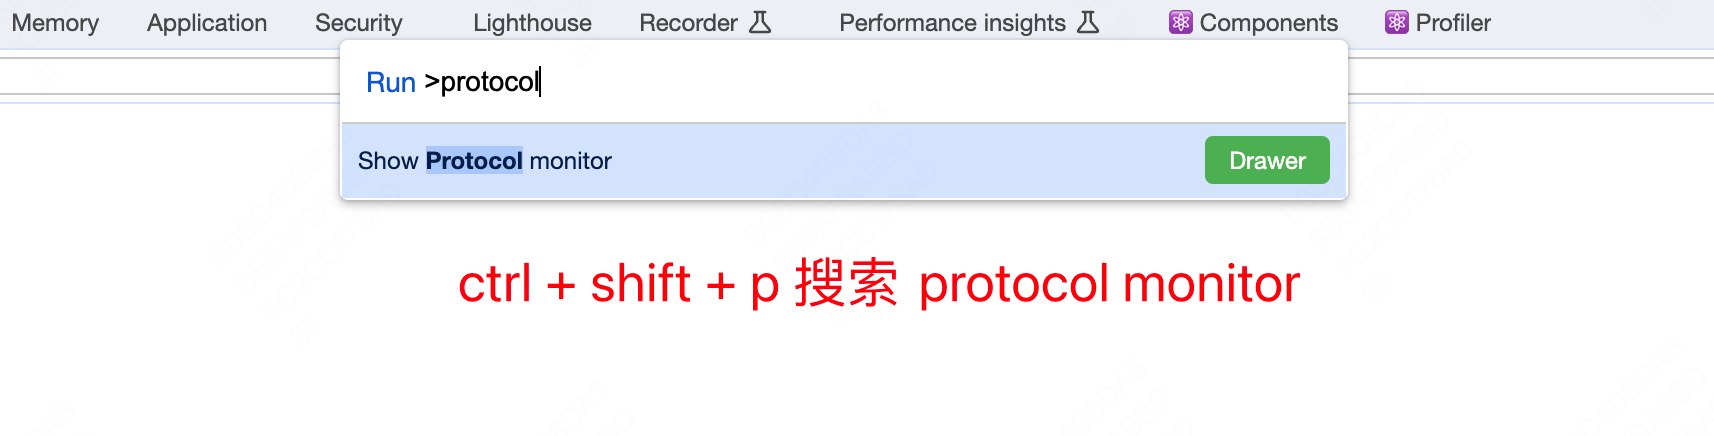 Memory Application Security Lighthouse Recorder Performance insights Components Profiler
Run >protocol
Show Protocol monitor Drawer
ctrl + shift + p 搜索 protocol monitor